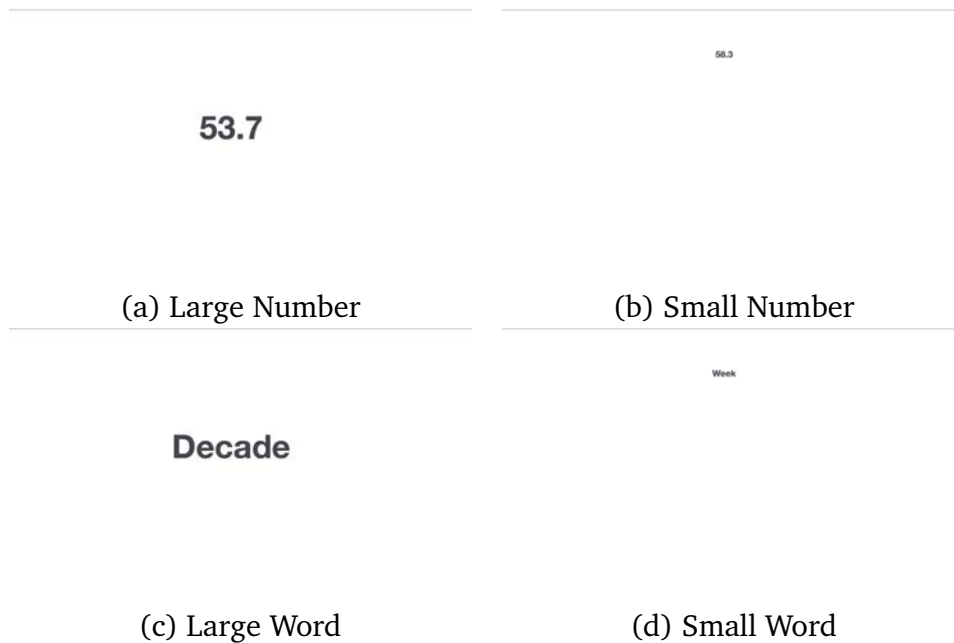 53.7
58.3
(a) Large Number
(b) Small Number
Decade
Week
(c) Large Word
(d) Small Word